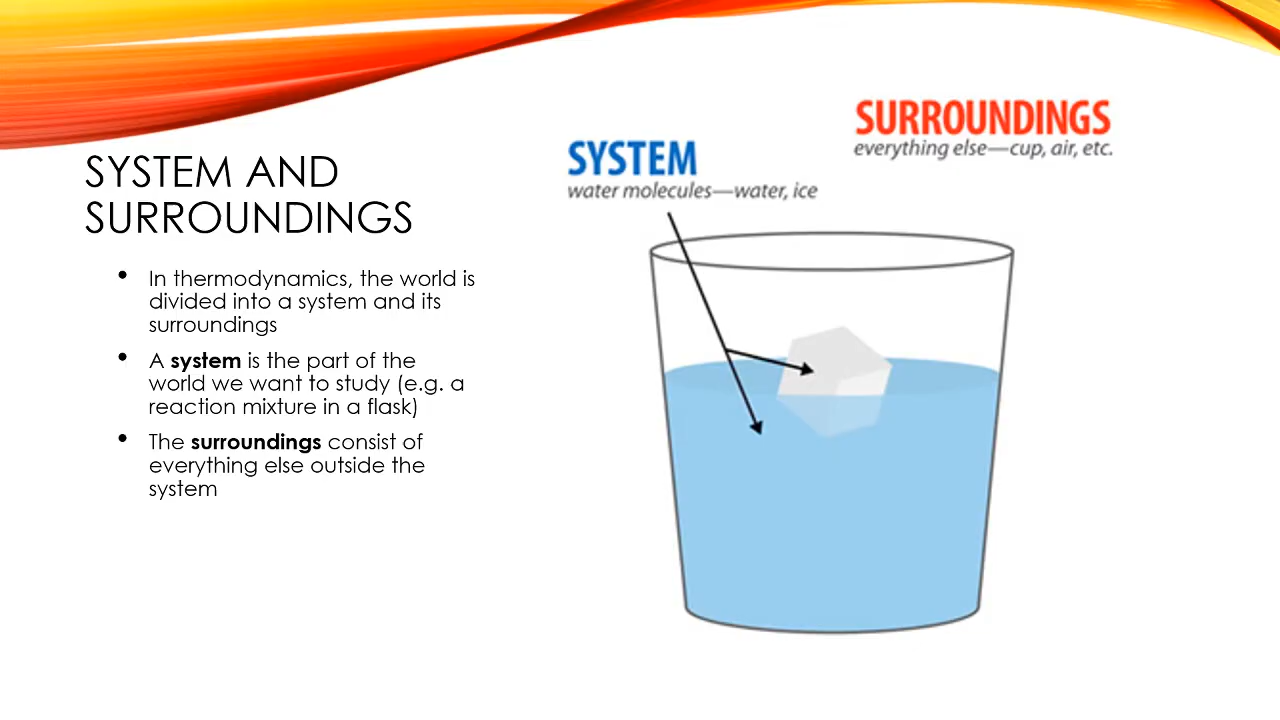 SYSTEM AND
SURROUNDINGS
• In thermodynamics, the world is
divided into a system and its
surroundings
• A system is the part of the
world we want to study (e.g. a
reaction mixture in a flask)
• The surroundings consist of
everything else outside the
system
SYSTEM
water molecules—water, ice
SURROUNDINGS
everything else—cup, air, etc.